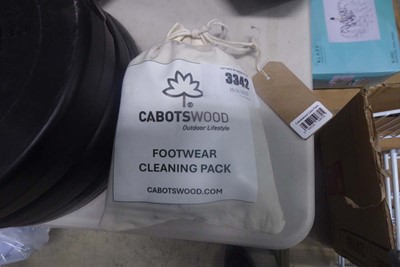 3342
®
CABOTSWOOD
Outdoor Lifestyle
FOOTWEAR
CLEANING PACK
CABOTSWOOD.COM